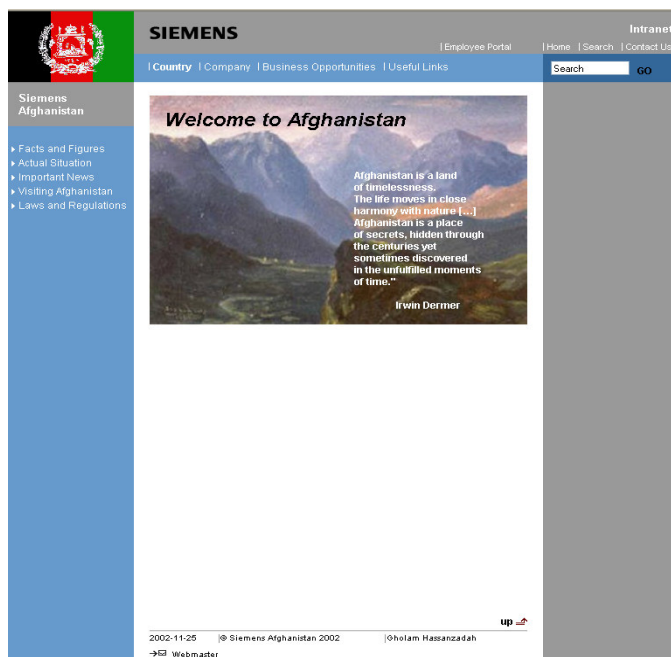 SIEMENS
Intranet
| Employee Portal
| Home | Search | Contact Us
| Country | Company | Business Opportunities | Useful Links
Search GO
Siemens
Afghanistan
Facts and Figures
Actual Situation
Important News
Visiting Afghanistan
Laws and Regulations
Welcome to Afghanistan
Afghanistan is a land
of timelessness.
The life moves in close
harmony with nature [...]
Afghanistan is a place
of secrets, hidden through
the centuries yet
sometimes discovered
in the unfulfilled moments
of time."
Irwin Dermer
up
2002-11-25 |© Siemens Afghanistan 2002 |Gholam Hassanzadah
Webmaster